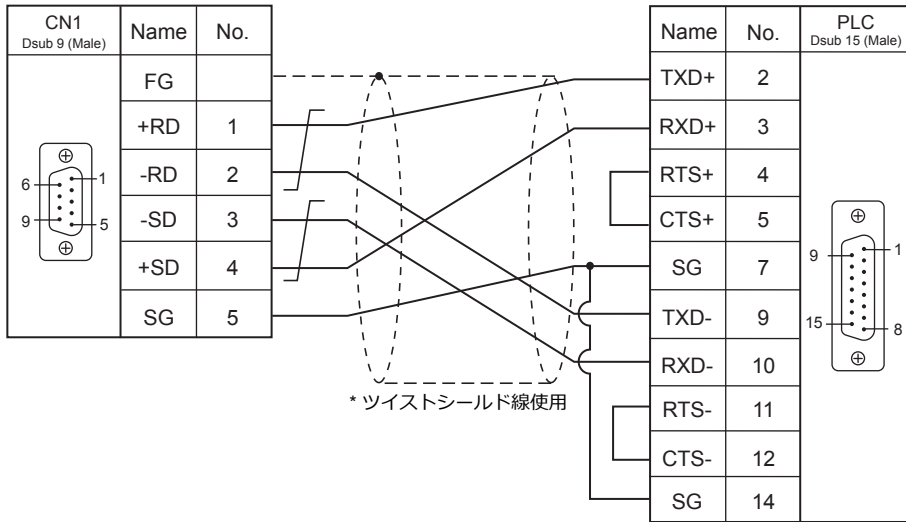 CN1
Dsub 9 (Male)
Name No.
FG
+RD 1
-RD 2
-SD 3
+SD 4
SG 5
6
1
9
5
* ツイストシールド線使用
Name No.
PLC
Dsub 15 (Male)
TXD+ 2
RXD+ 3
RTS+ 4
CTS+ 5
SG 7
TXD- 9
RXD- 10
RTS- 11
CTS- 12
SG 14
9
1
15
8